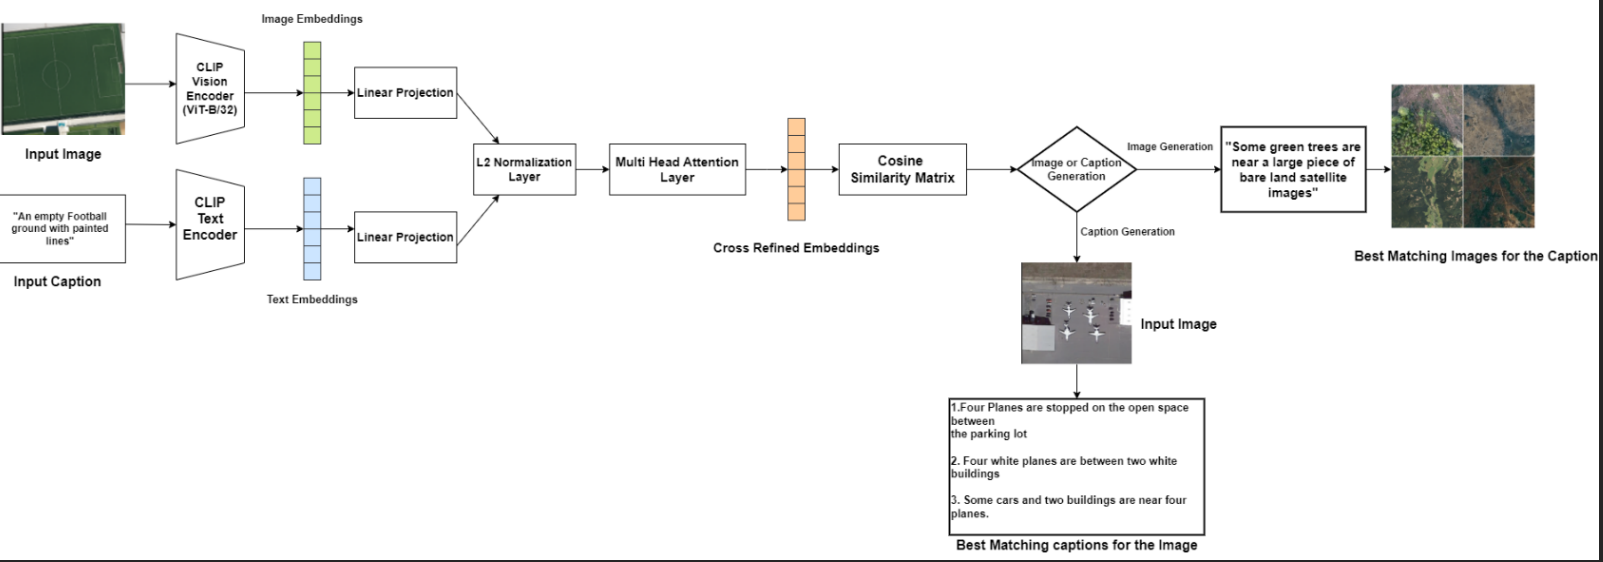 Image Embeddings
CLIP
Vision
Encoder
(ViT-B/32)
Linear Projection
Input Image
"An empty Football
ground with painted
lines"
Input Caption
CLIP
Text
Encoder
Linear Projection
Text Embeddings
L2 Normalization
Layer
Multi Head Attention
Layer
Cross Refined Embeddings
Cosine
Similarity Matrix
Image or Caption
Generation
Image Generation
"Some green trees are
near a large piece of
bare land satellite
images"
Best Matching Images for the Caption
Caption Generation
Input Image
1.Four Planes are stopped on the open space
between
the parking lot
2. Four white planes are between two white
buildings
3. Some cars and two buildings are near four
planes.
Best Matching captions for the Image